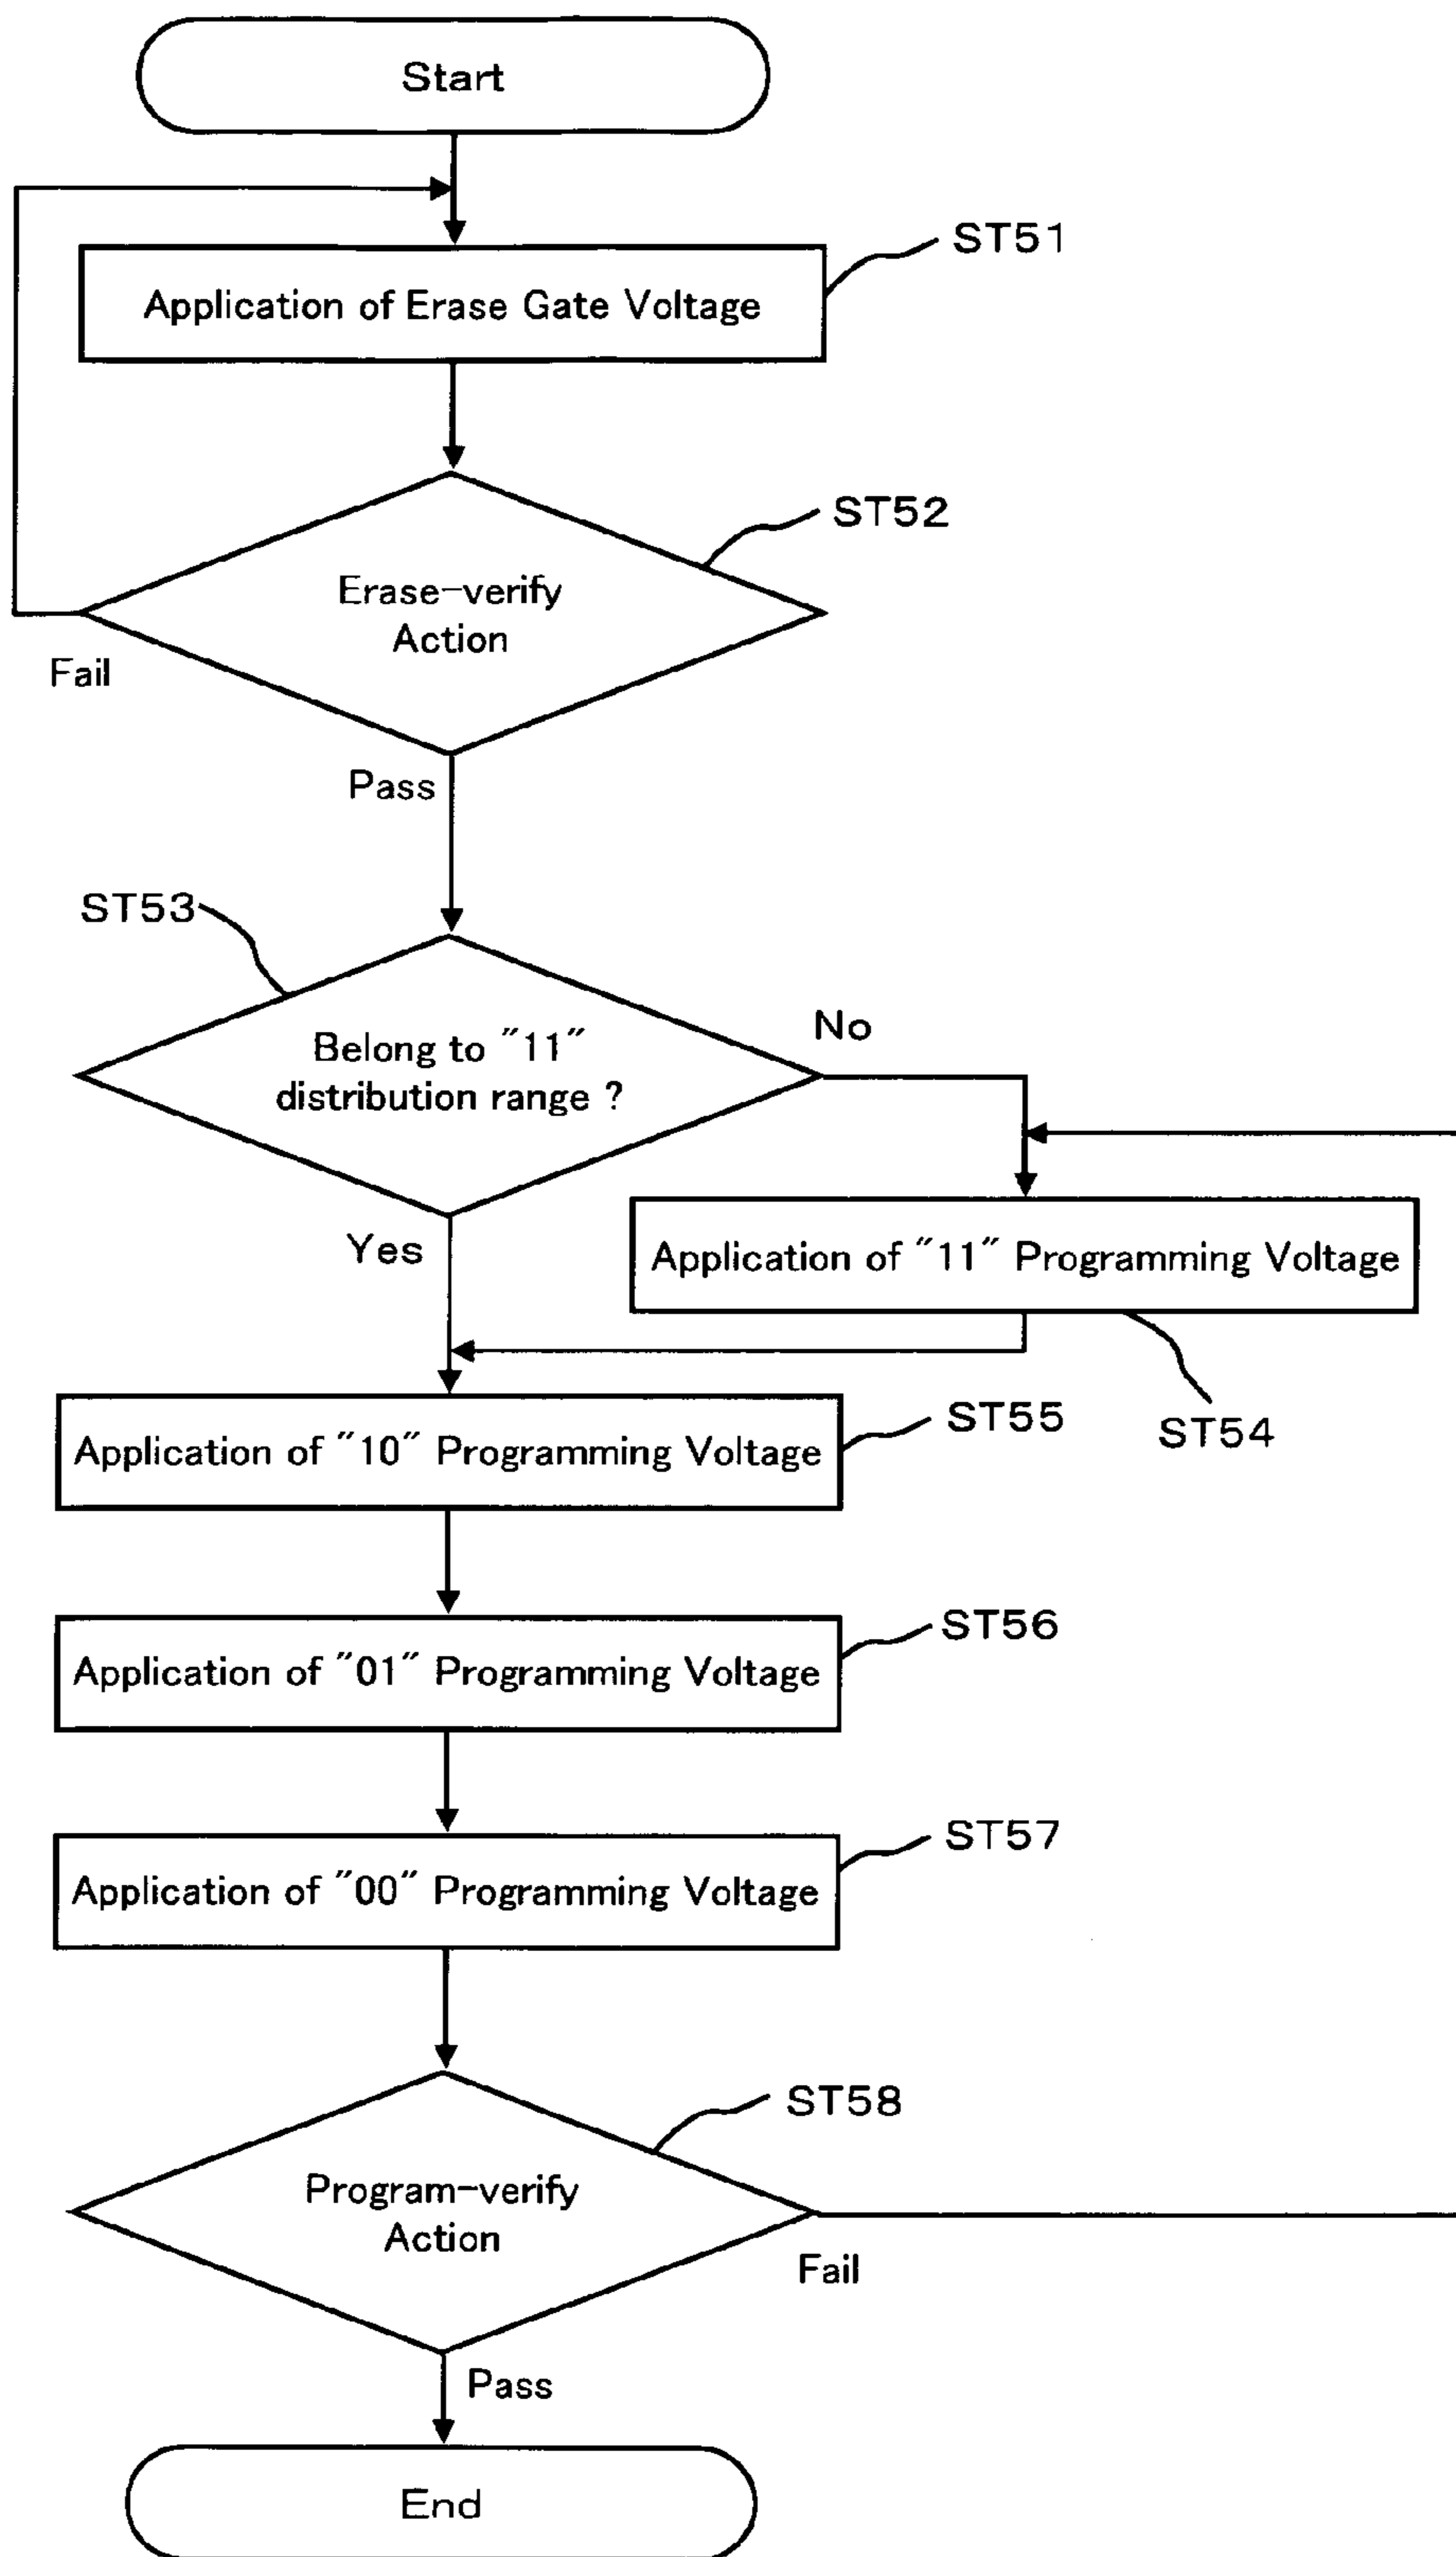 Start
ST51
Application of Erase Gate Voltage
ST52
Erase-verify
Action
Fail
Pass
ST53
No
Belong to "11"
distribution range ?
Yes
Application of "11" Programming Voltage
ST55
ST54
Application of "10" Programming Voltage
ST56
Application of "01" Programming Voltage
ST57
Application of "00" Programming Voltage
ST58
Program-verify
Action
Fail
Pass
End